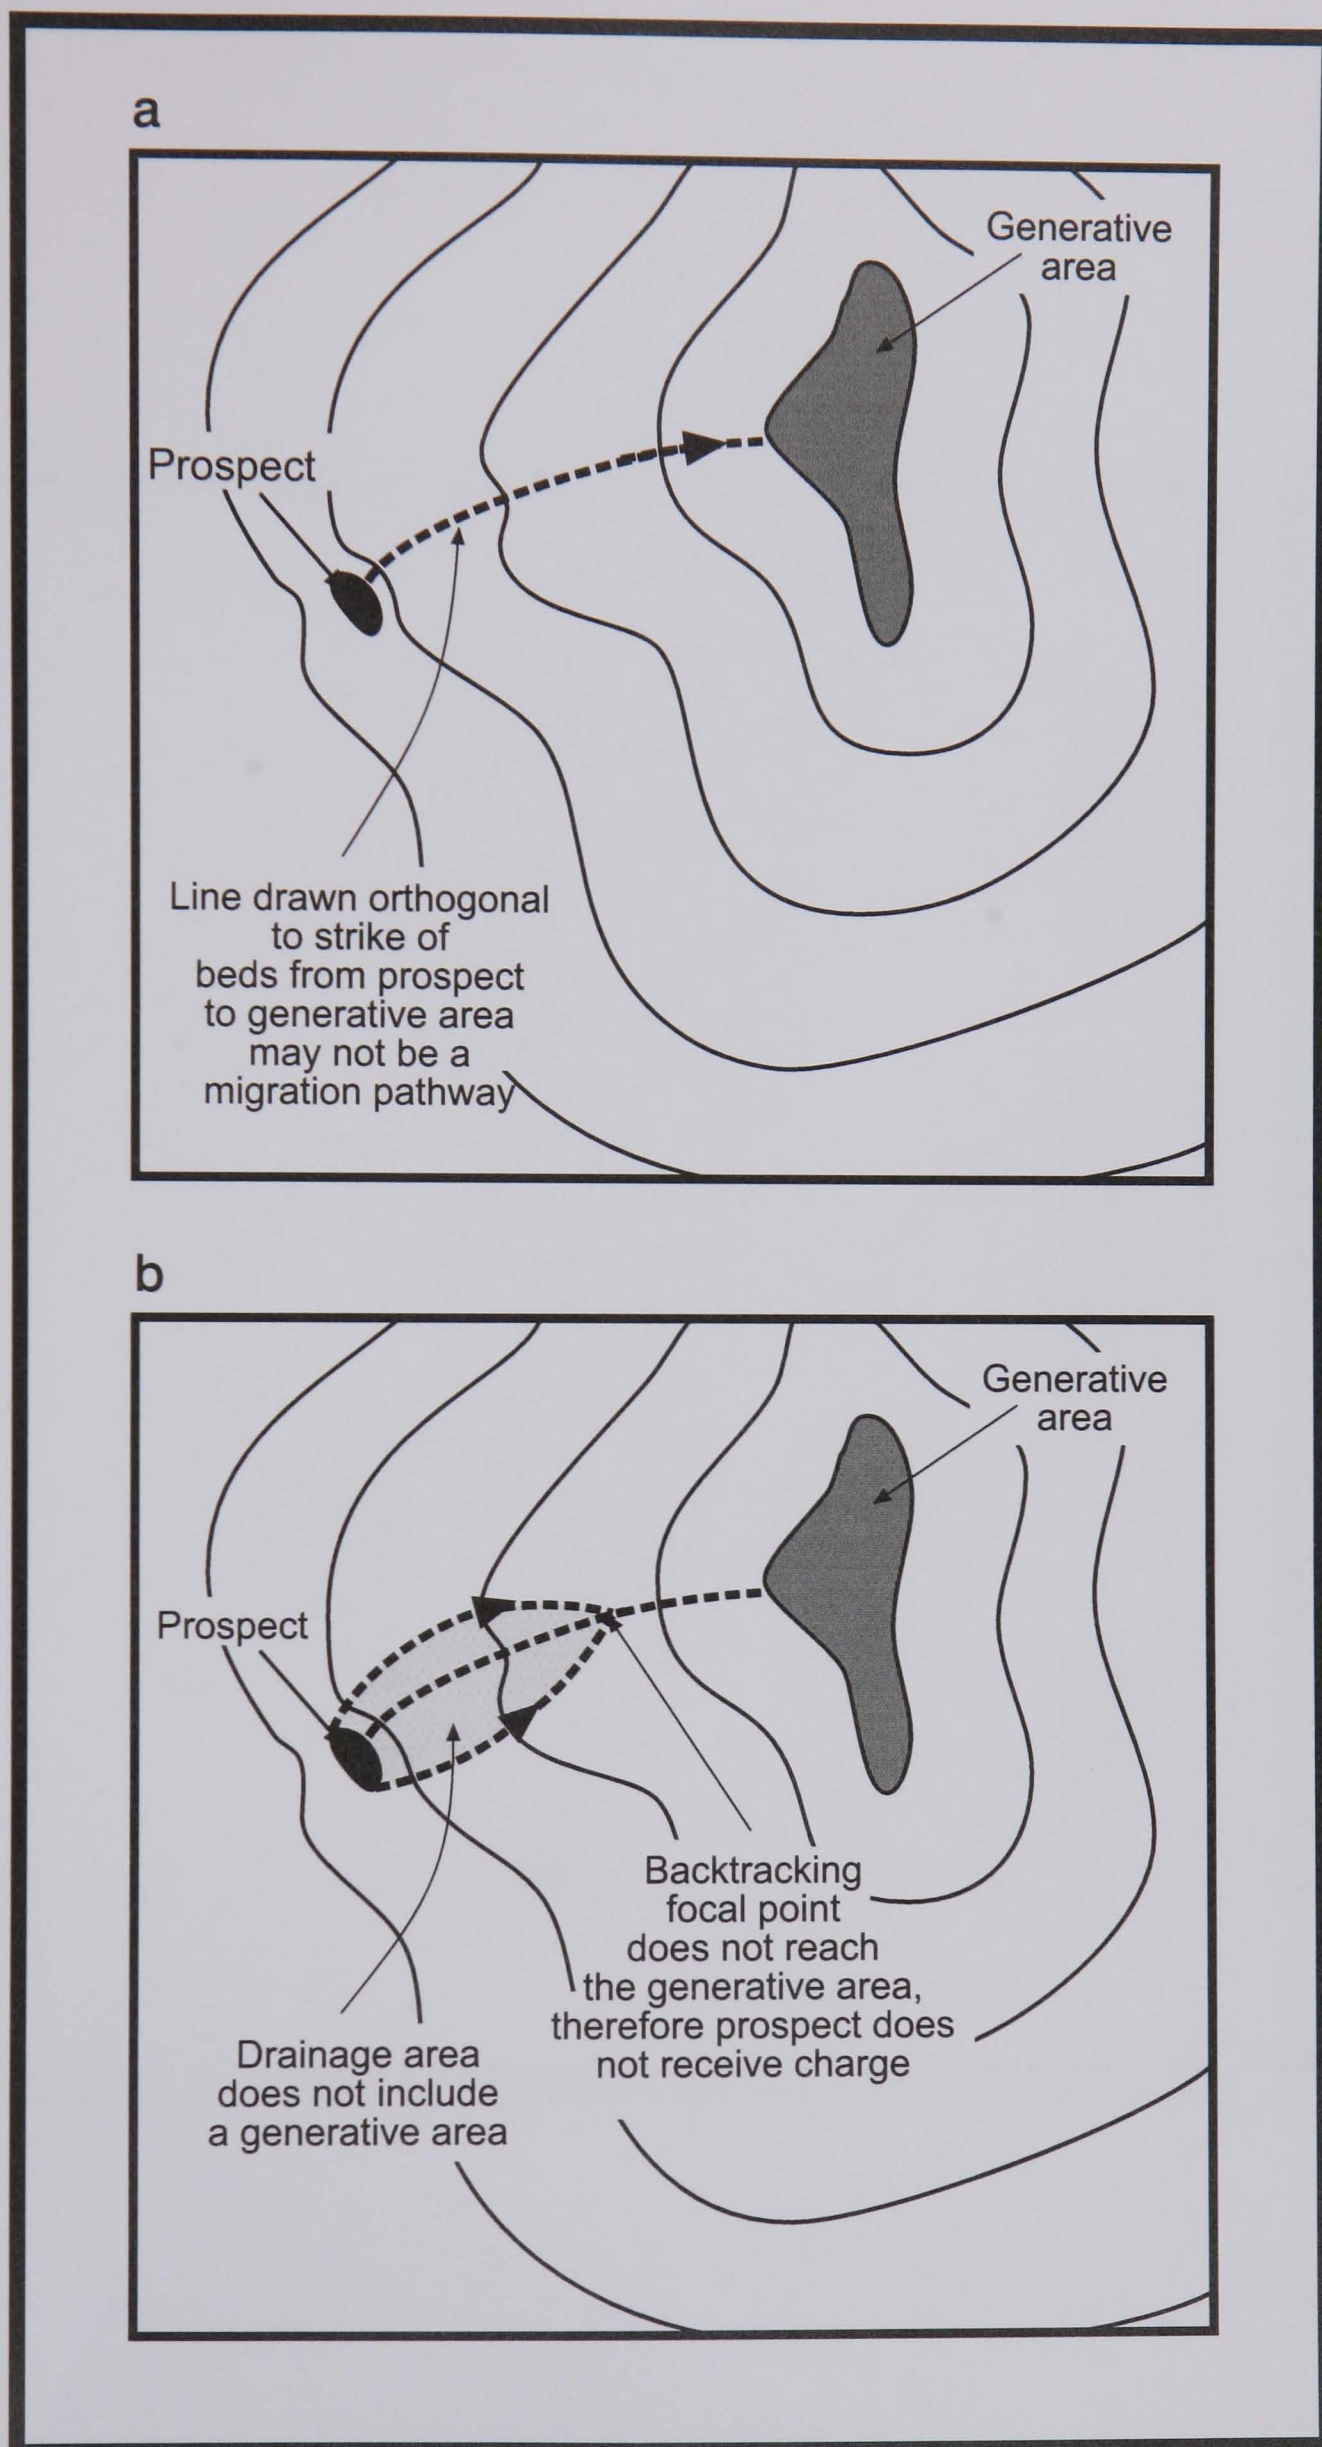 a
Generative
area
Prospect
Line drawn orthogonal
to strike of
beds from prospect
to generative area
may not be a
migration pathway
b
Generative
area
Prospect
Backtracking
focal point
does not reach
the generative area,
therefore prospect does
not receive charge
Drainage area
does not include
a generative area